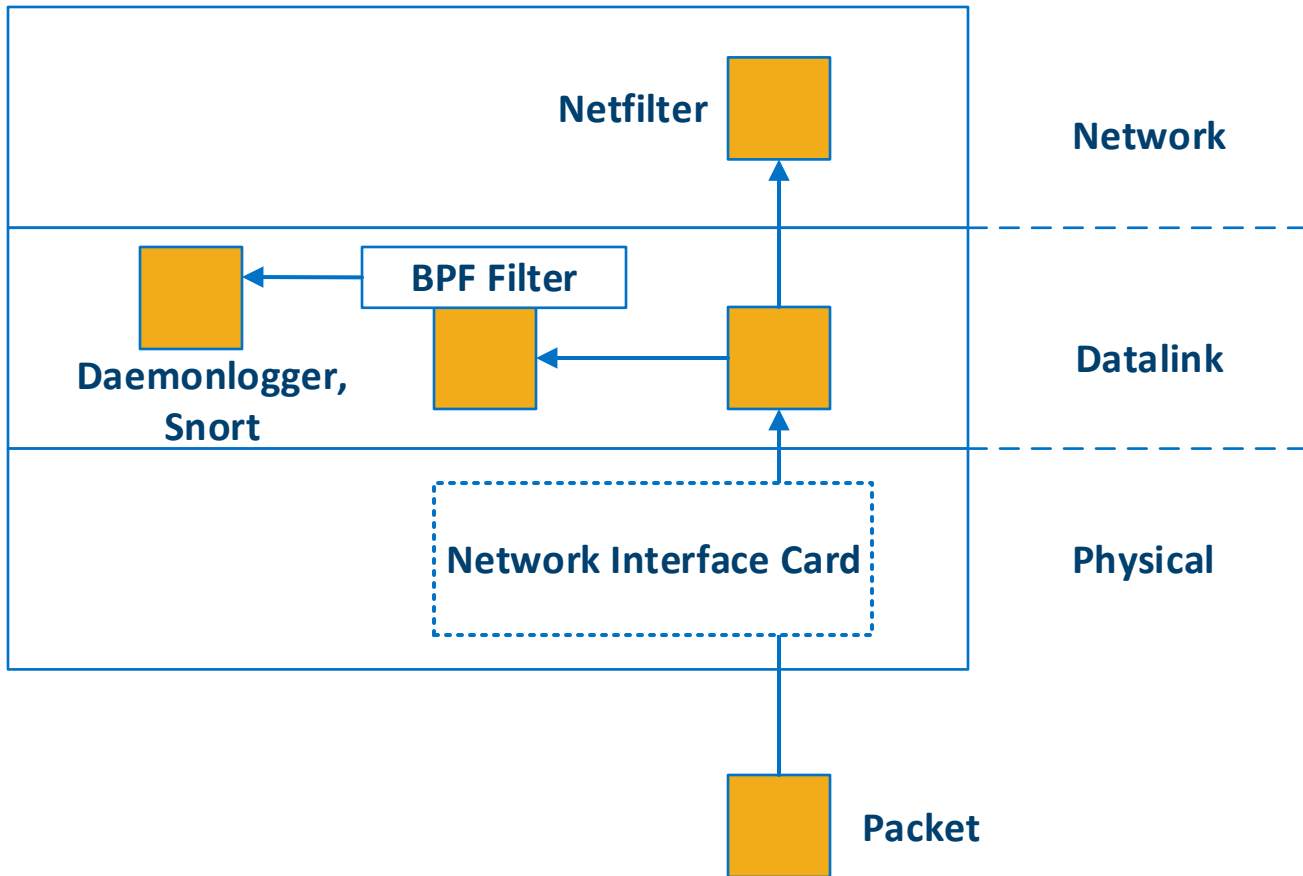 Netfilter
Network
BPF Filter
Daemonlogger,
Snort
Datalink
Network Interface Card
Physical
Packet